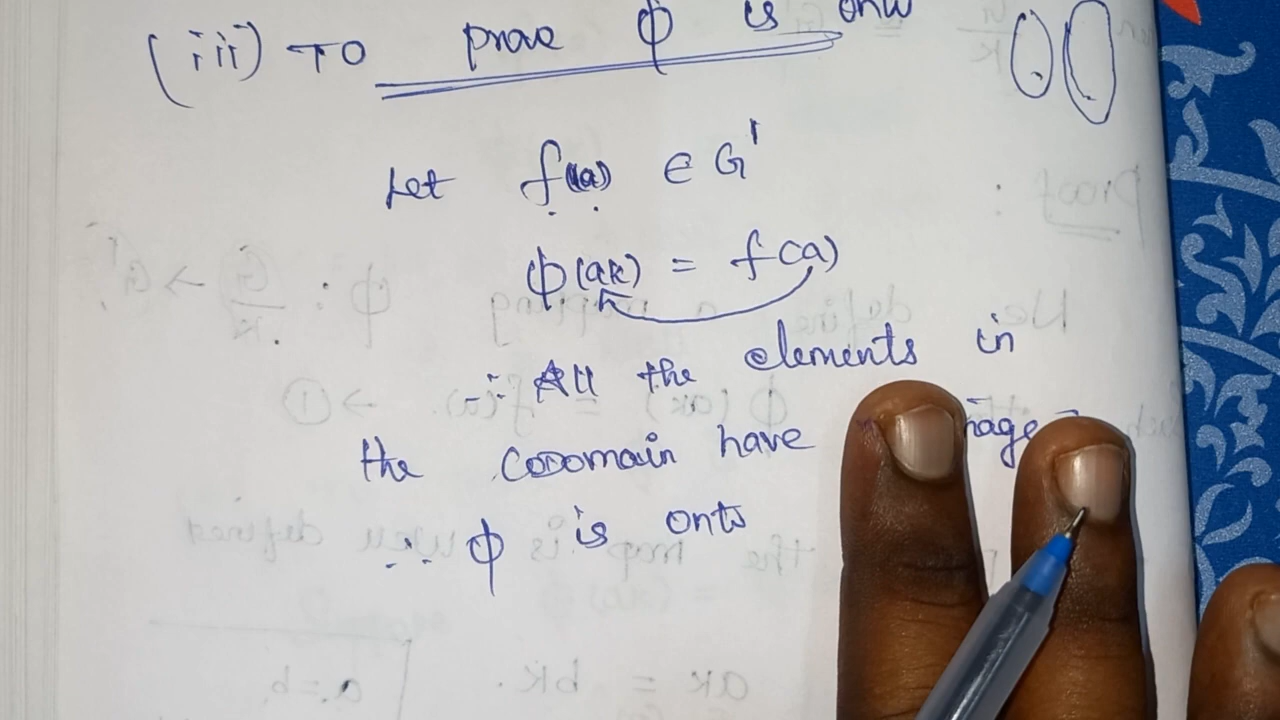 (iii) TO prove ϕ is onto
Let f(a) ∈ G'
ϕ(ak) = f(a)
∴ All the elements in
the codomain have
∴ ϕ is onto